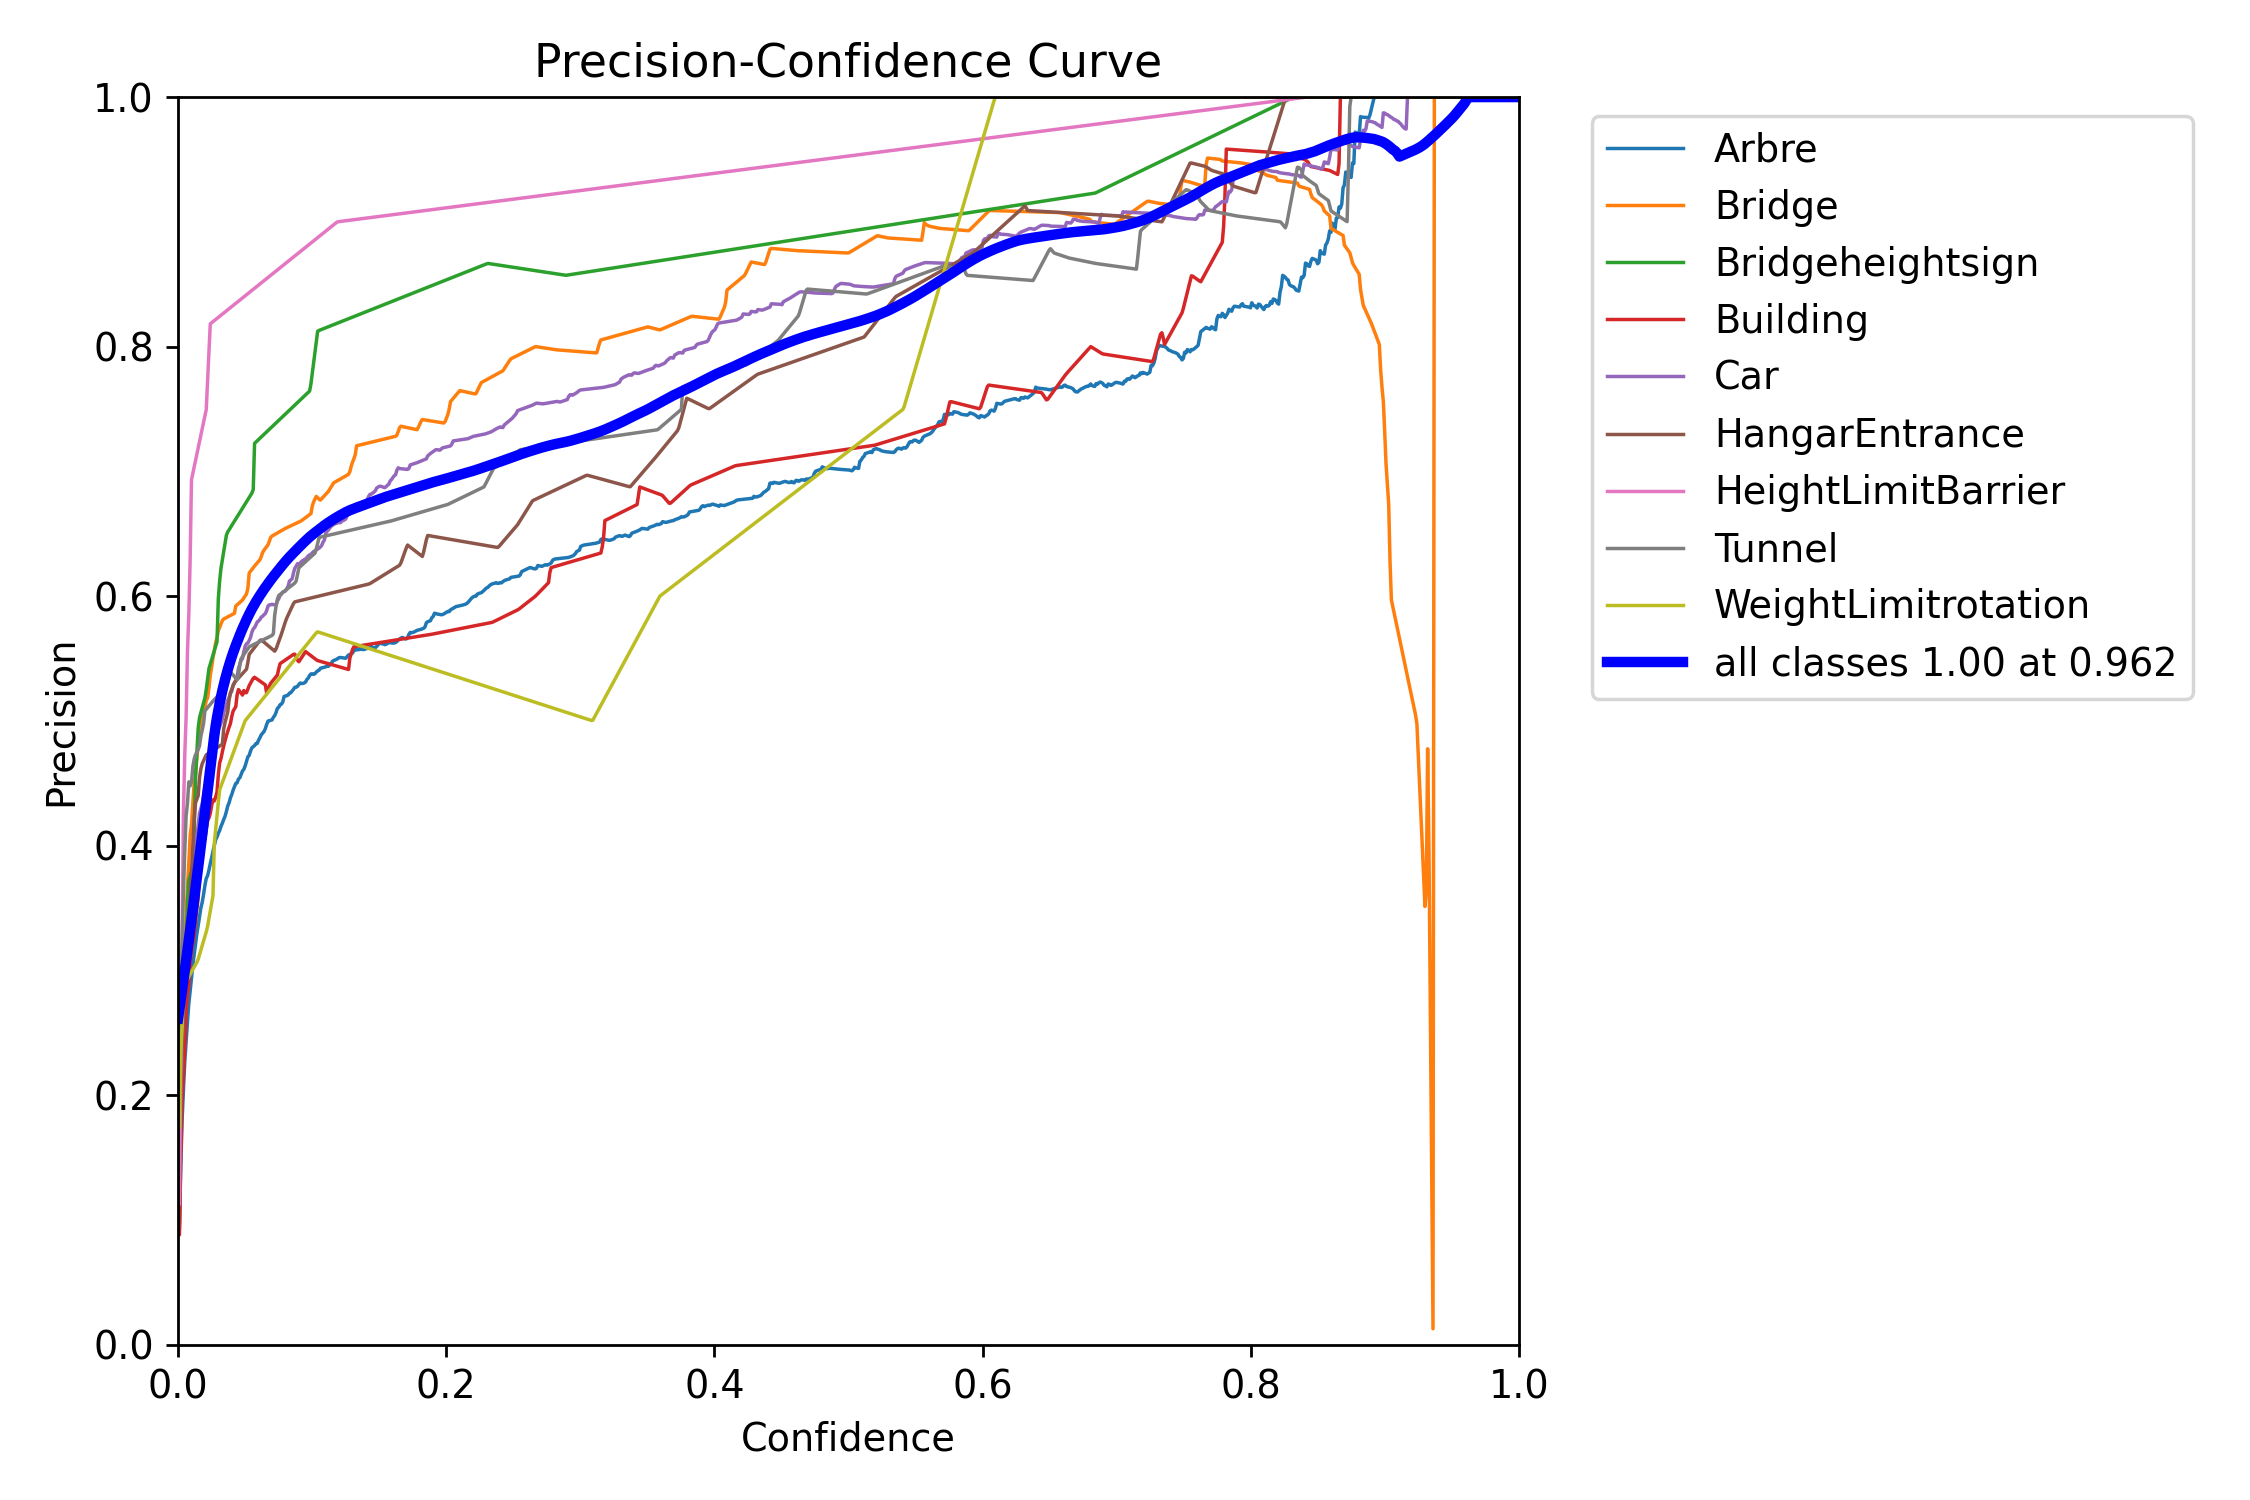 Precision-Confidence Curve
1.0
0.8
0.6
0.4
0.2
0.0
Precision
0.0 0.2 0.4 0.6 0.8 1.0
Confidence
Arbre
Bridge
Bridgeheightsign
Building
Car
HangarEntrance
HeightLimitBarrier
Tunnel
WeightLimitrotation
all classes 1.00 at 0.962